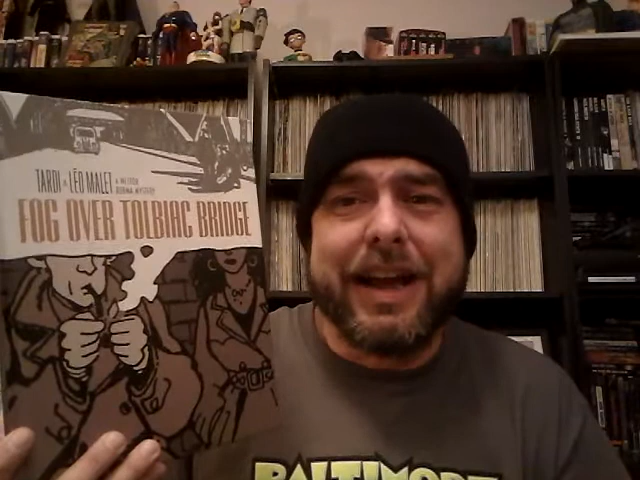 TARDI & LÉO MALET
A NESTOR
BURMA MYSTERY
FOG OVER TOLBIAC BRIDGE
BALTIMORE